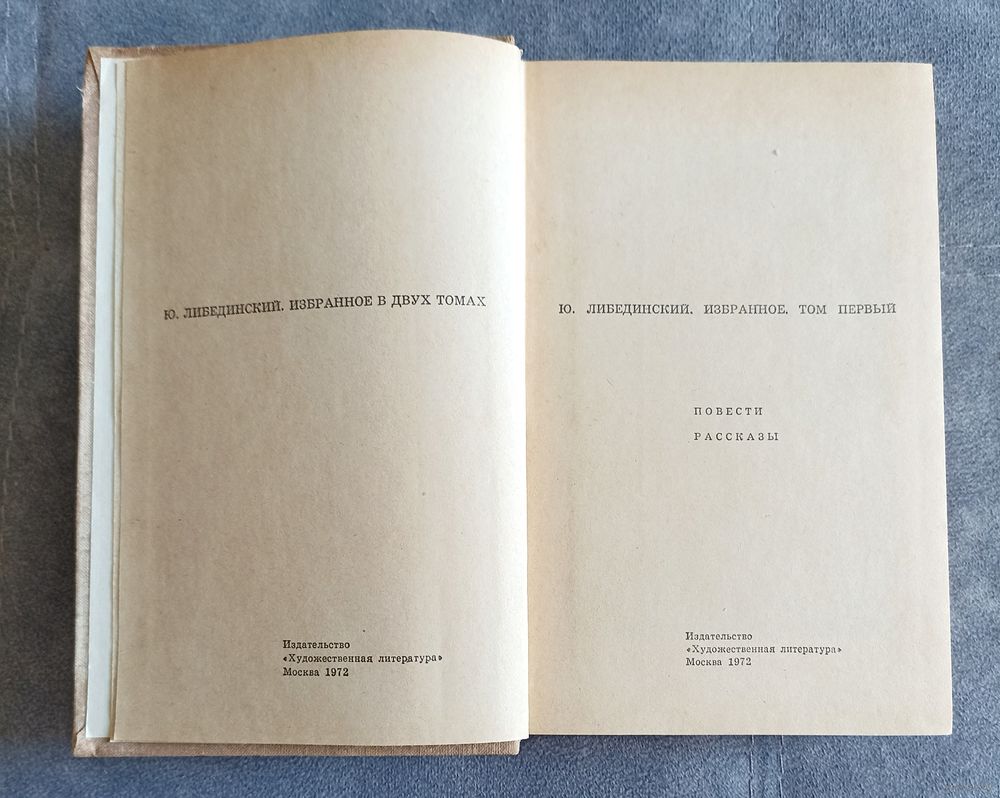 Ю. ЛИБЕДИНСКИЙ. ИЗБРАННОЕ В ДВУХ ТОМАХ
Издательство
«Художественная литература»
Москва 1972
Ю. ЛИБЕДИНСКИЙ. ИЗБРАННОЕ. ТОМ ПЕРВЫЙ
ПОВЕСТИ
РАССКАЗЫ
Издательство
«Художественная литература»
Москва 1972